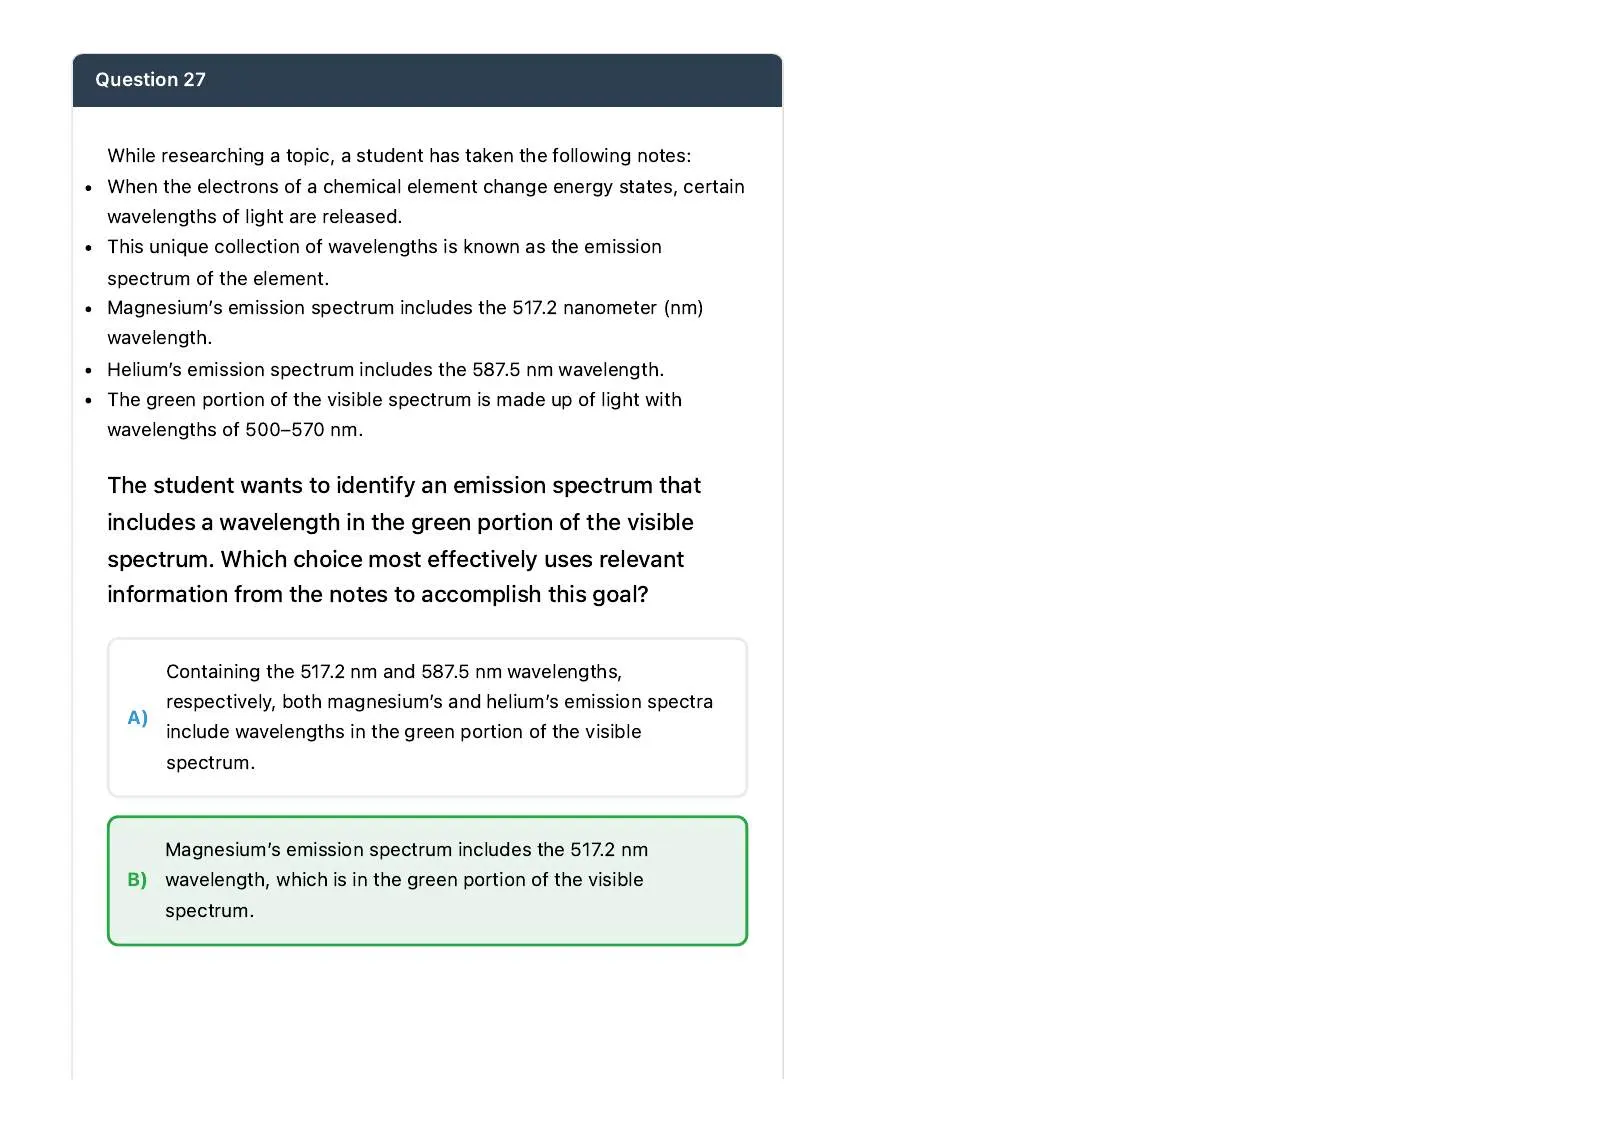 Question 27
While researching a topic, a student has taken the following notes:
• When the electrons of a chemical element change energy states, certain
wavelengths of light are released.
• This unique collection of wavelengths is known as the emission
spectrum of the element.
• Magnesium’s emission spectrum includes the 517.2 nanometer (nm)
wavelength.
• Helium’s emission spectrum includes the 587.5 nm wavelength.
• The green portion of the visible spectrum is made up of light with
wavelengths of 500–570 nm.
The student wants to identify an emission spectrum that
includes a wavelength in the green portion of the visible
spectrum. Which choice most effectively uses relevant
information from the notes to accomplish this goal?
A) Containing the 517.2 nm and 587.5 nm wavelengths,
respectively, both magnesium’s and helium’s emission spectra
include wavelengths in the green portion of the visible
spectrum.
B) Magnesium’s emission spectrum includes the 517.2 nm
wavelength, which is in the green portion of the visible
spectrum.